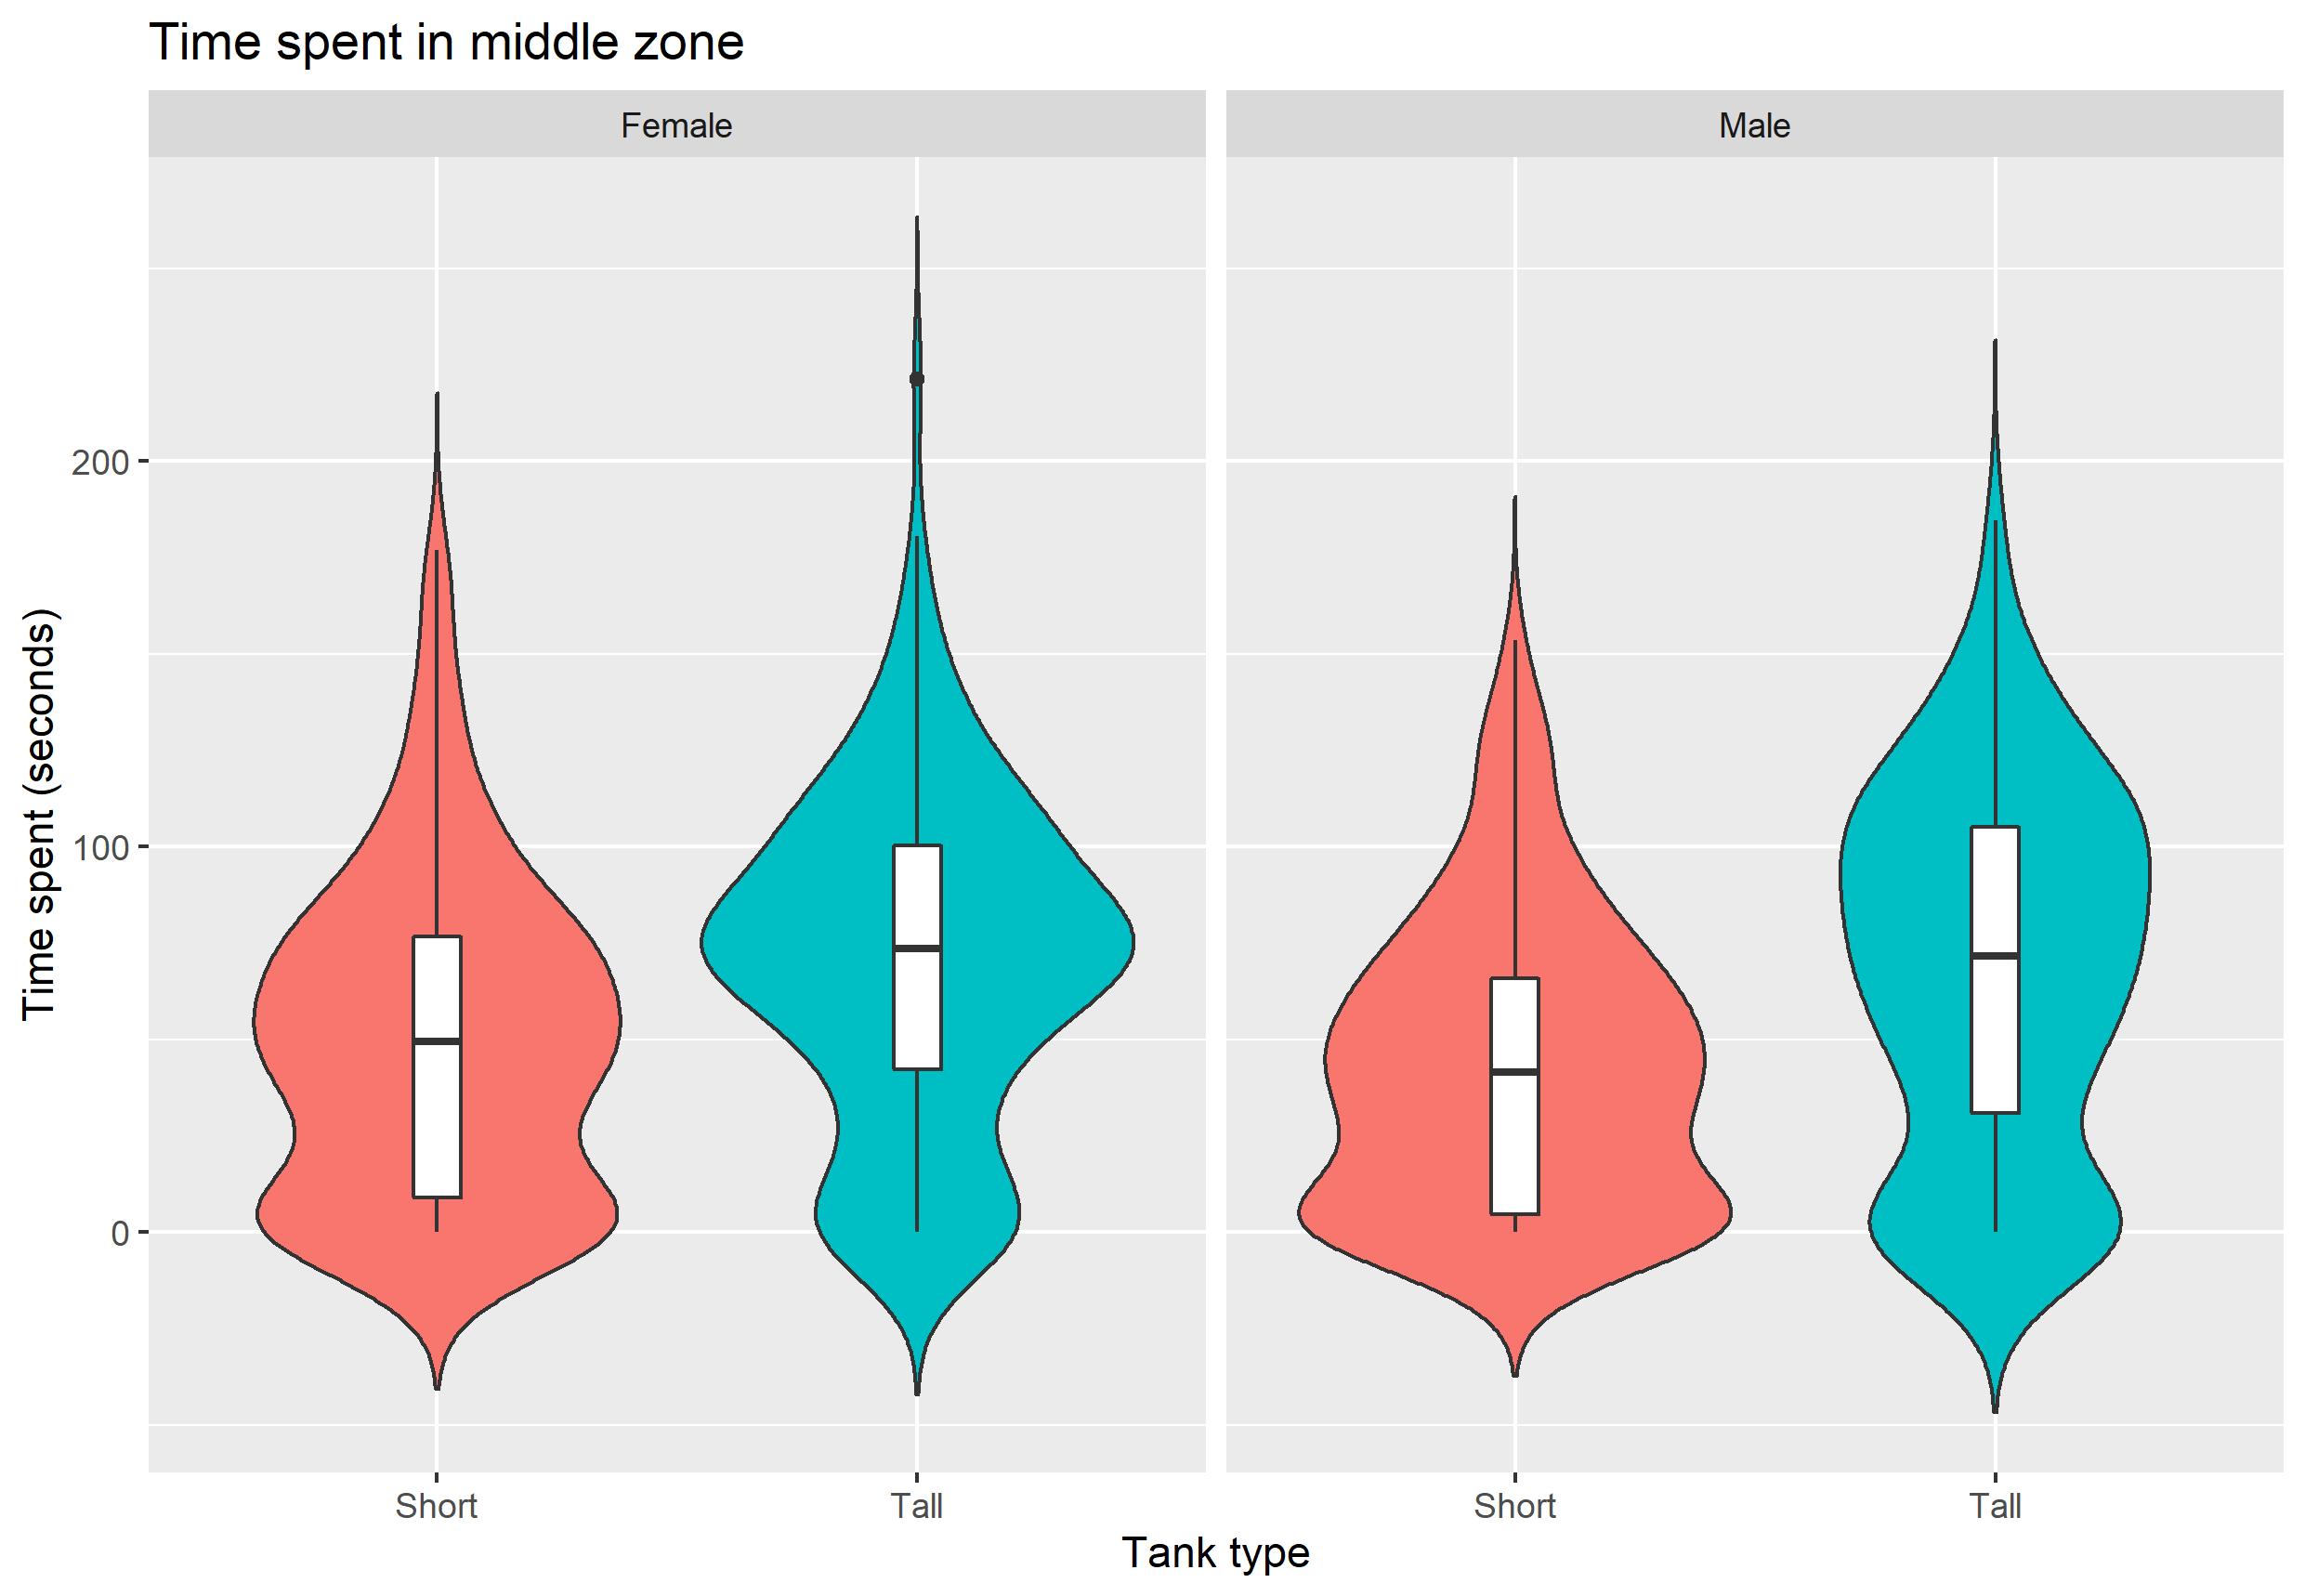 Time spent in middle zone
Female
Male
Time spent (seconds)
200
100
0
Short
Tall
Short
Tall
Tank type